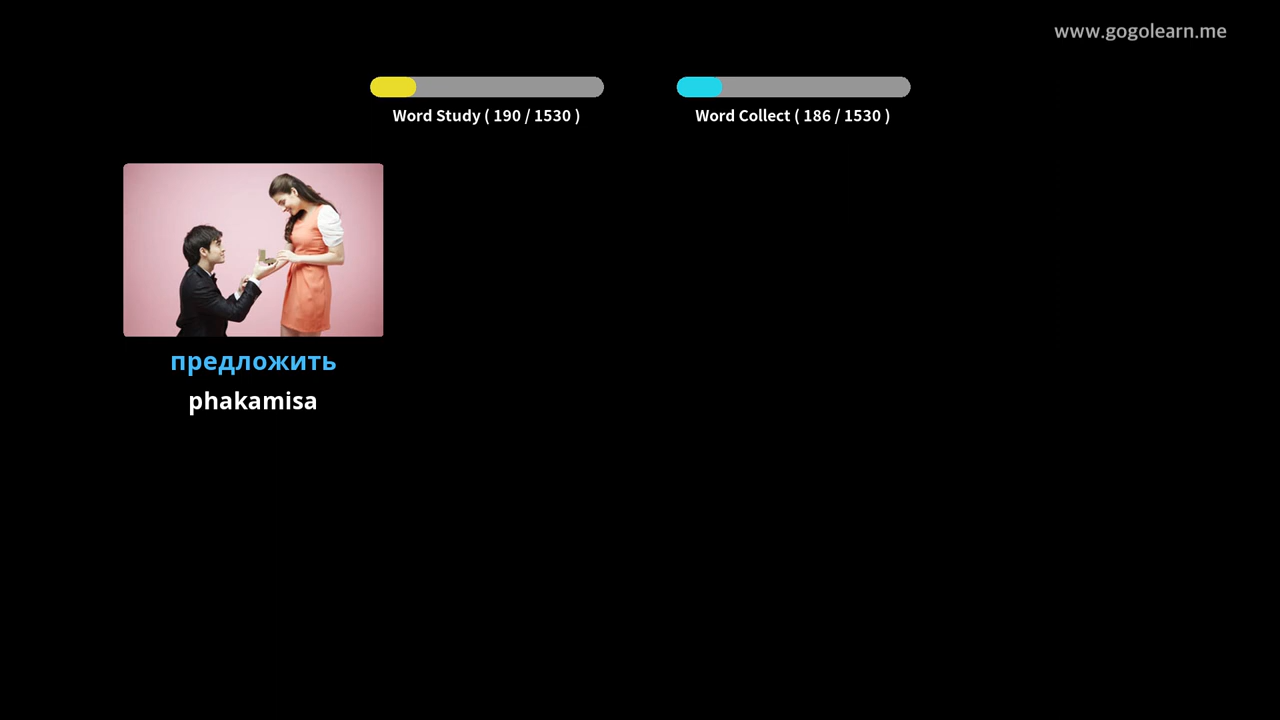 www.gogolearn.me
Word Study ( 190 / 1530 )
Word Collect ( 186 / 1530 )
предложить
phakamisa